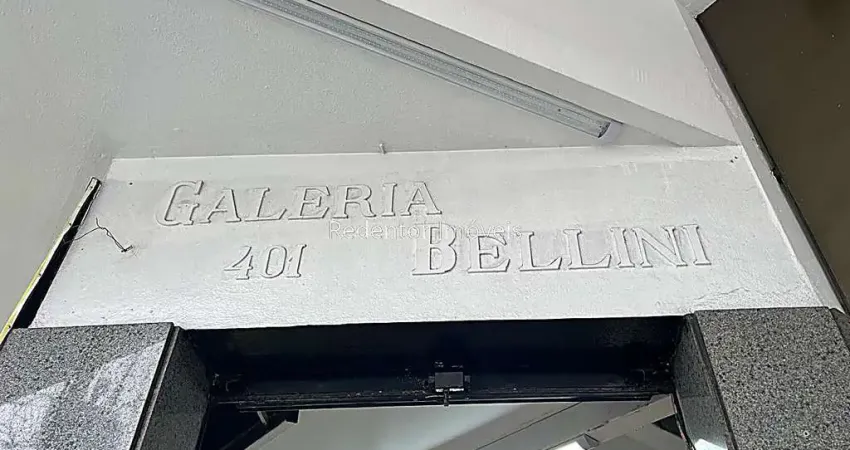 GALERIA
401 BELLINI
Redentor Imóveis